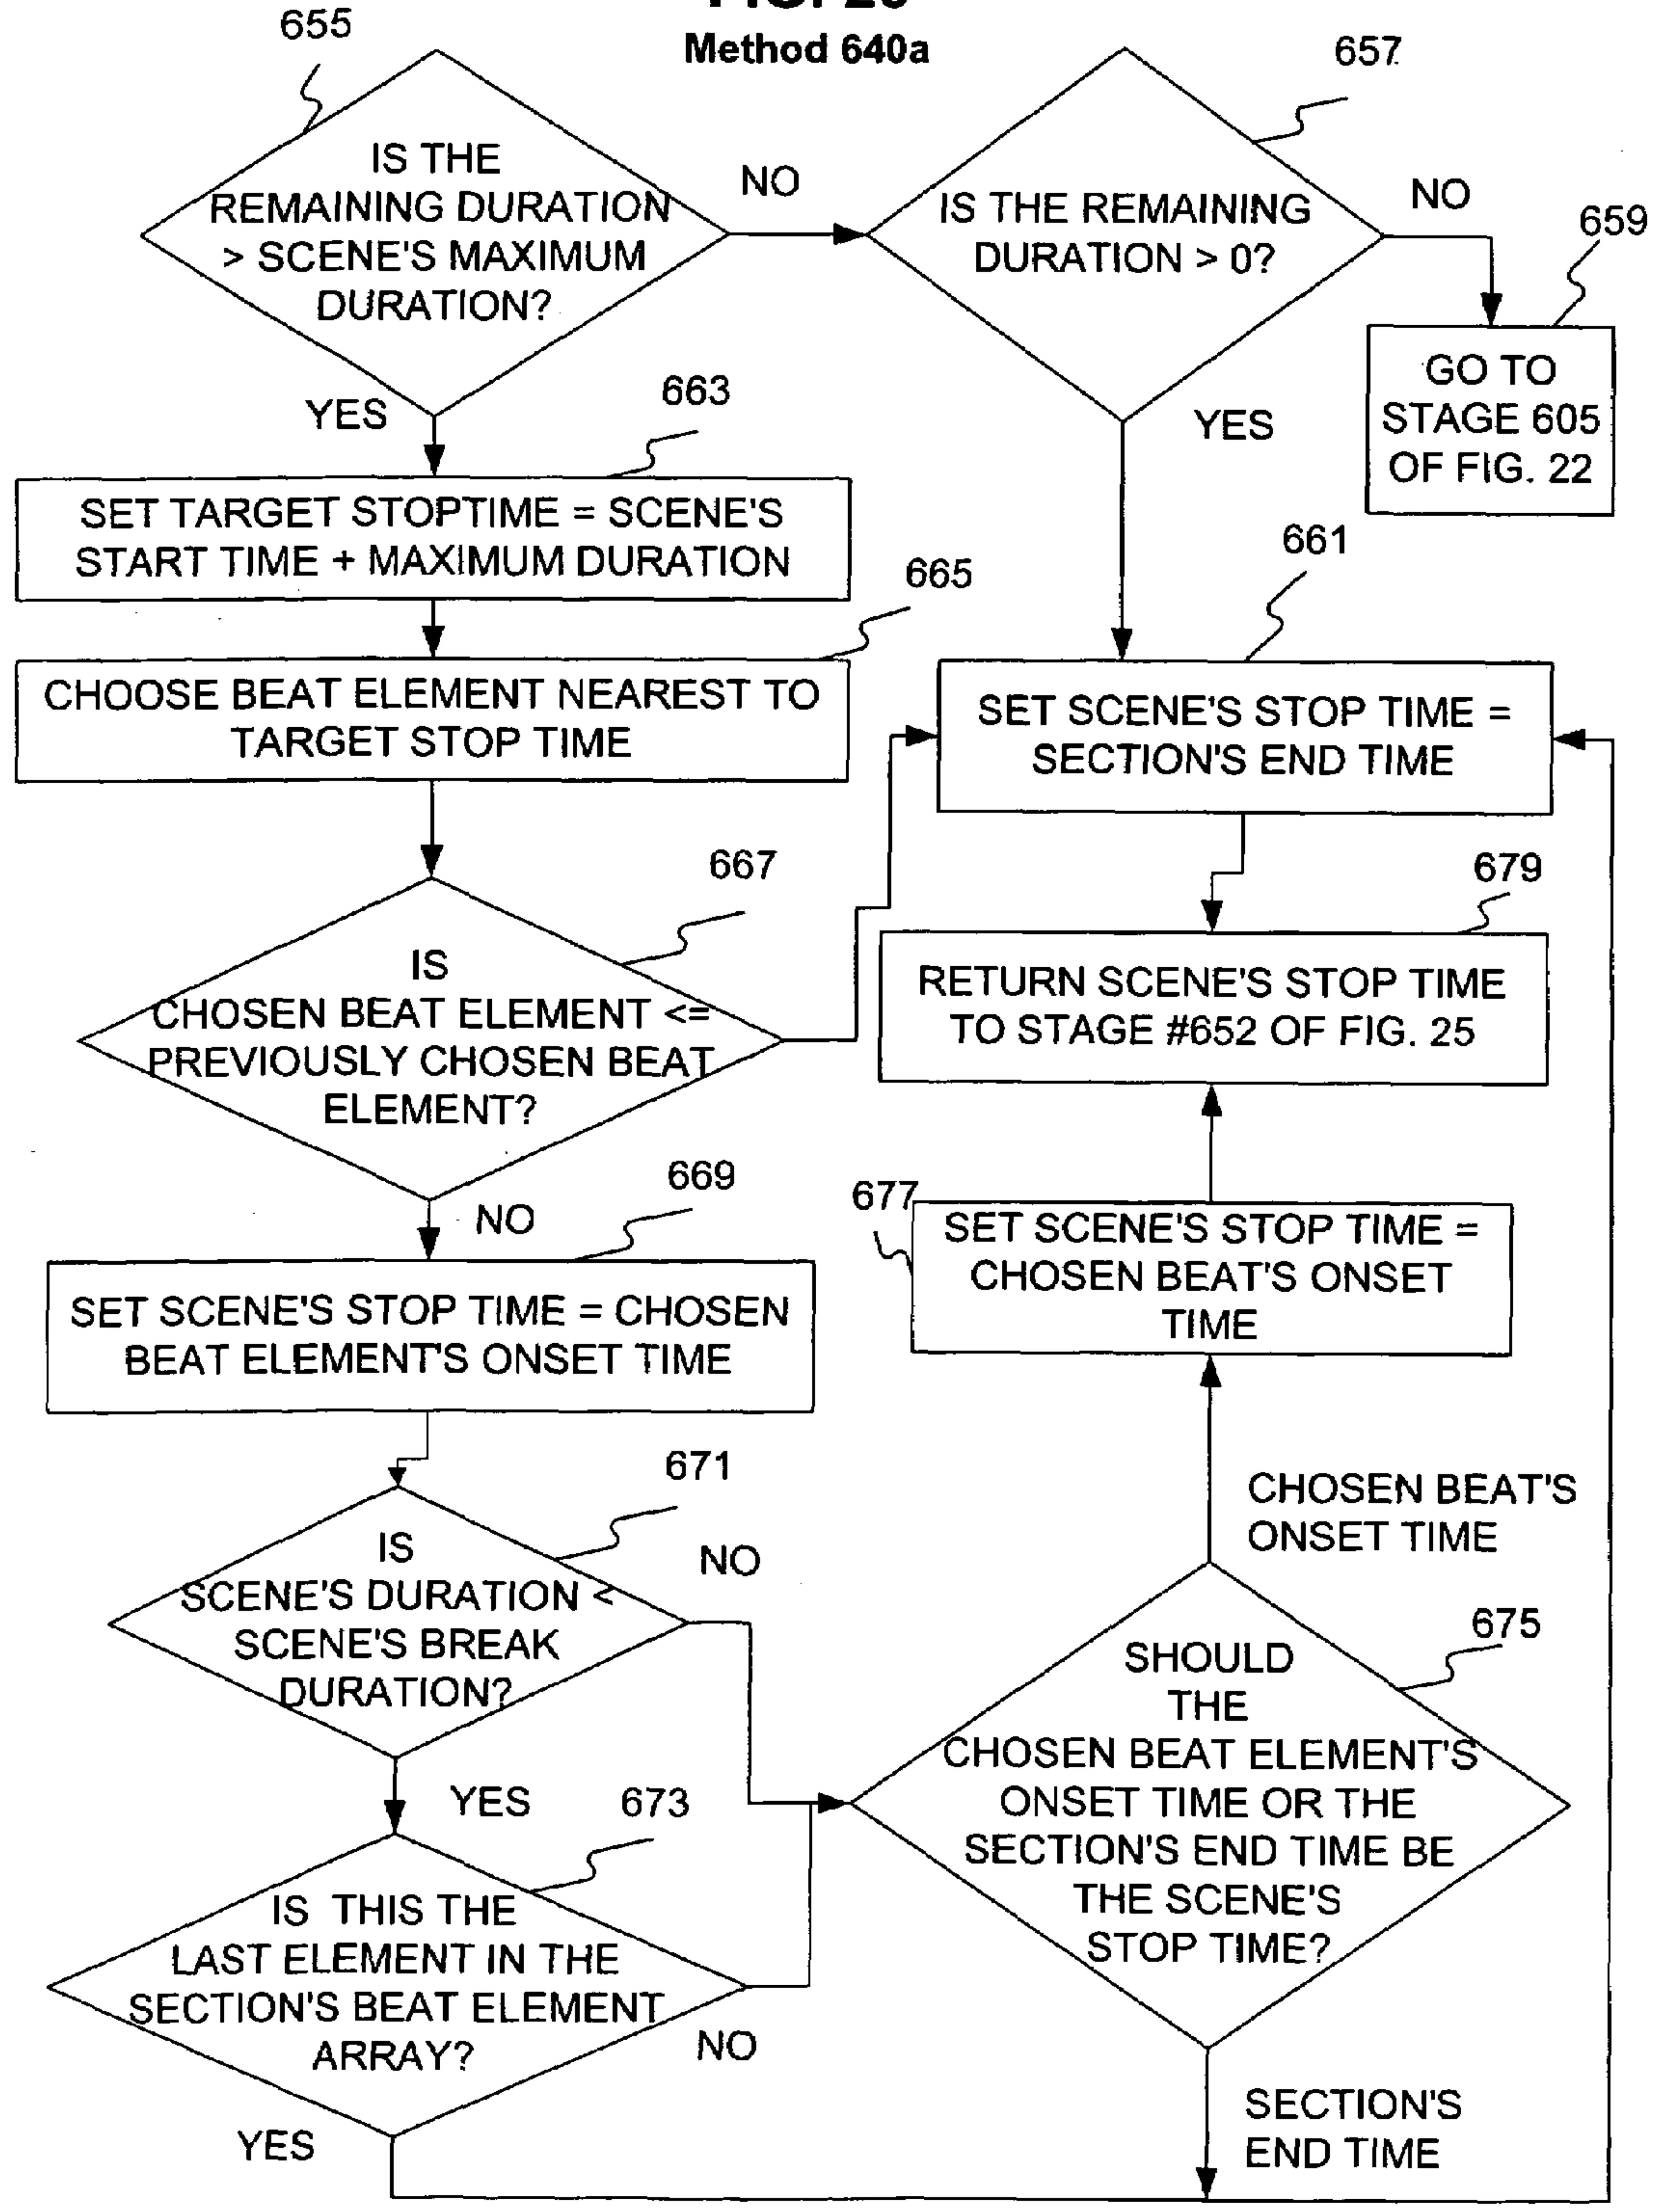 Method 640a
655
657
IS THE
REMAINING DURATION
> SCENE'S MAXIMUM
DURATION?
NO
IS THE REMAINING
DURATION > 0?
NO
659
GO TO
STAGE 605
OF FIG. 22
YES
663
YES
SET TARGET STOPTIME = SCENE'S
START TIME + MAXIMUM DURATION
661
665
CHOOSE BEAT ELEMENT NEAREST TO
TARGET STOP TIME
SET SCENE'S STOP TIME =
SECTION'S END TIME
667
679
IS
CHOSEN BEAT ELEMENT <=
PREVIOUSLY CHOSEN BEAT
ELEMENT?
RETURN SCENE'S STOP TIME
TO STAGE #652 OF FIG. 25
669
NO
677
SET SCENE'S STOP TIME =
CHOSEN BEAT'S ONSET
TIME
SET SCENE'S STOP TIME = CHOSEN
BEAT ELEMENT'S ONSET TIME
671
CHOSEN BEAT'S
ONSET TIME
IS
SCENE'S DURATION <
SCENE'S BREAK
DURATION?
NO
675
SHOULD
THE
CHOSEN BEAT ELEMENT'S
ONSET TIME OR THE
SECTION'S END TIME BE
THE SCENE'S
STOP TIME?
YES
673
IS THIS THE
LAST ELEMENT IN THE
SECTION'S BEAT ELEMENT
ARRAY?
NO
YES
SECTION'S
END TIME